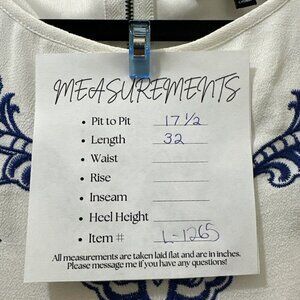 MEASUREMENTS
• Pit to Pit 17 1/2
• Length 32
• Waist
• Rise
• Inseam
• Heel Height
• Item # L-1265
All measurements are taken laid flat and are in inches.
Please message me if you have any questions!